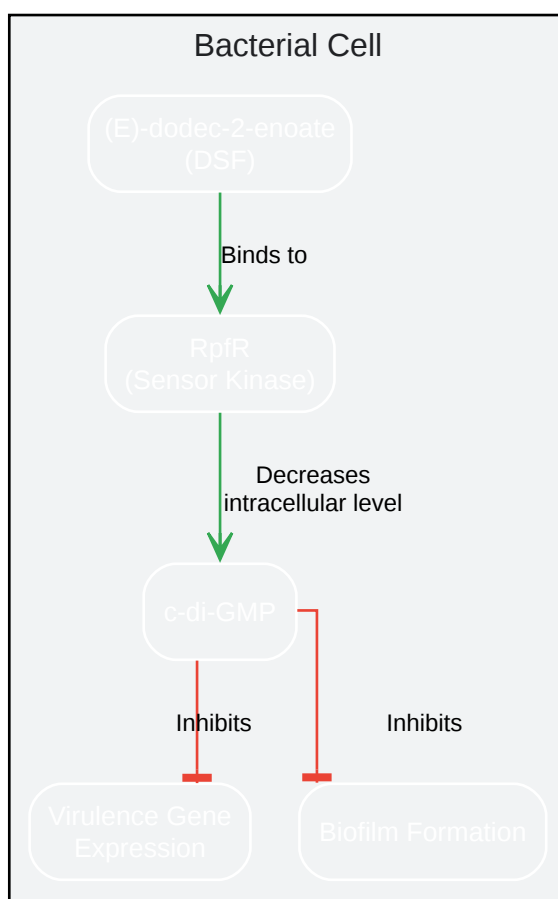 Bacterial Cell
(E)-dodec-2-enoate
(DSF)
Binds to
RpfR
(Sensor Kinase)
Decreases
intracellular level
c-di-GMP
Inhibits
Inhibits
Virulence Gene
Expression
Biofilm Formation